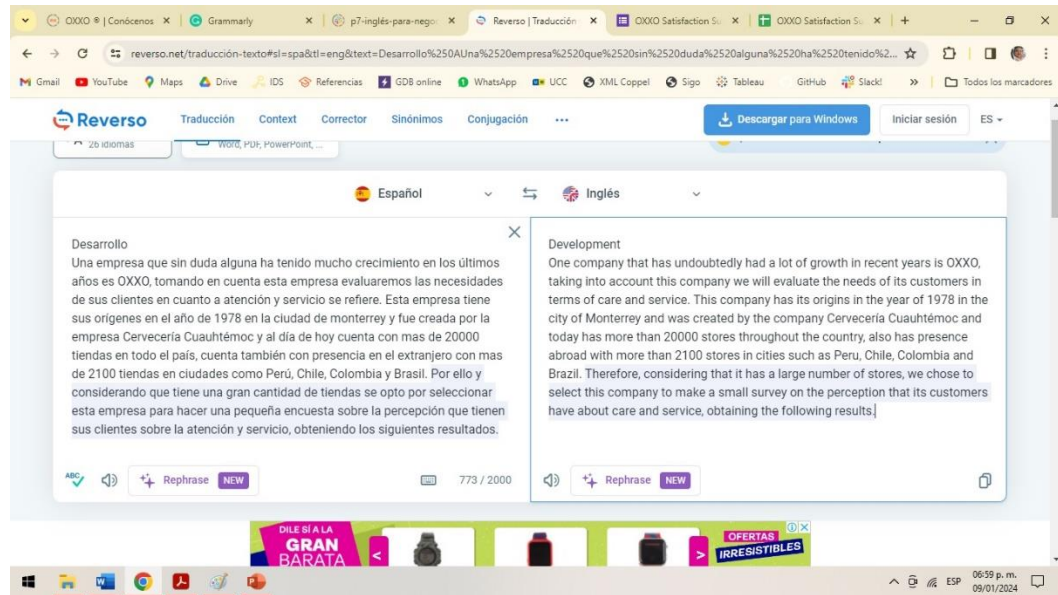 OXXO ® | Conócenos
Grammarly
p7-inglés-para-nego
Reverso | Traducción
OXXO Satisfaction Su
OXXO Satisfaction Su
reverso.net/traducción-texto#sl=spa&tl=eng&text=Desarrollo%250AUna%2520empresa%2520que%2520sin%2520duda%2520alguna%2520ha%2520tenido%2...
Gmail YouTube Maps Drive IDS Referencias GDB online WhatsApp UCC XML Coppel Sigo Tableau GitHub Slack! » Todos los marcadores
Reverso Traducción Context Corrector Sinónimos Conjugación ... Descargar para Windows Iniciar sesión ES
26 idiomas Word, PDF, PowerPoint, ...
Español Inglés
Desarrollo
Una empresa que sin duda alguna ha tenido mucho crecimiento en los últimos
años es OXXO, tomando en cuenta esta empresa evaluaremos las necesidades
de sus clientes en cuanto a atención y servicio se refiere. Esta empresa tiene
sus orígenes en el año de 1978 en la ciudad de monterrey y fue creada por la
empresa Cervecería Cuauhtémoc y al día de hoy cuenta con mas de 20000
tiendas en todo el país, cuenta también con presencia en el extranjero con mas
de 2100 tiendas en ciudades como Perú, Chile, Colombia y Brasil. Por ello y
considerando que tiene una gran cantidad de tiendas se opto por seleccionar
esta empresa para hacer una pequeña encuesta sobre la percepción que tienen
sus clientes sobre la atención y servicio, obteniendo los siguientes resultados.
ABC Rephrase NEW 773 / 2000
Development
One company that has undoubtedly had a lot of growth in recent years is OXXO,
taking into account this company we will evaluate the needs of its customers in
terms of care and service. This company has its origins in the year of 1978 in the
city of Monterrey and was created by the company Cervecería Cuauhtémoc and
today has more than 20000 stores throughout the country, also has presence
abroad with more than 2100 stores in cities such as Peru, Chile, Colombia and
Brazil. Therefore, considering that it has a large number of stores, we chose to
select this company to make a small survey on the perception that its customers
have about care and service, obtaining the following results.
Rephrase NEW
DILE SÍ A LA
GRAN
BARATA
OFERTAS
IRRESISTIBLES
ESP
06:59 p. m.
09/01/2024